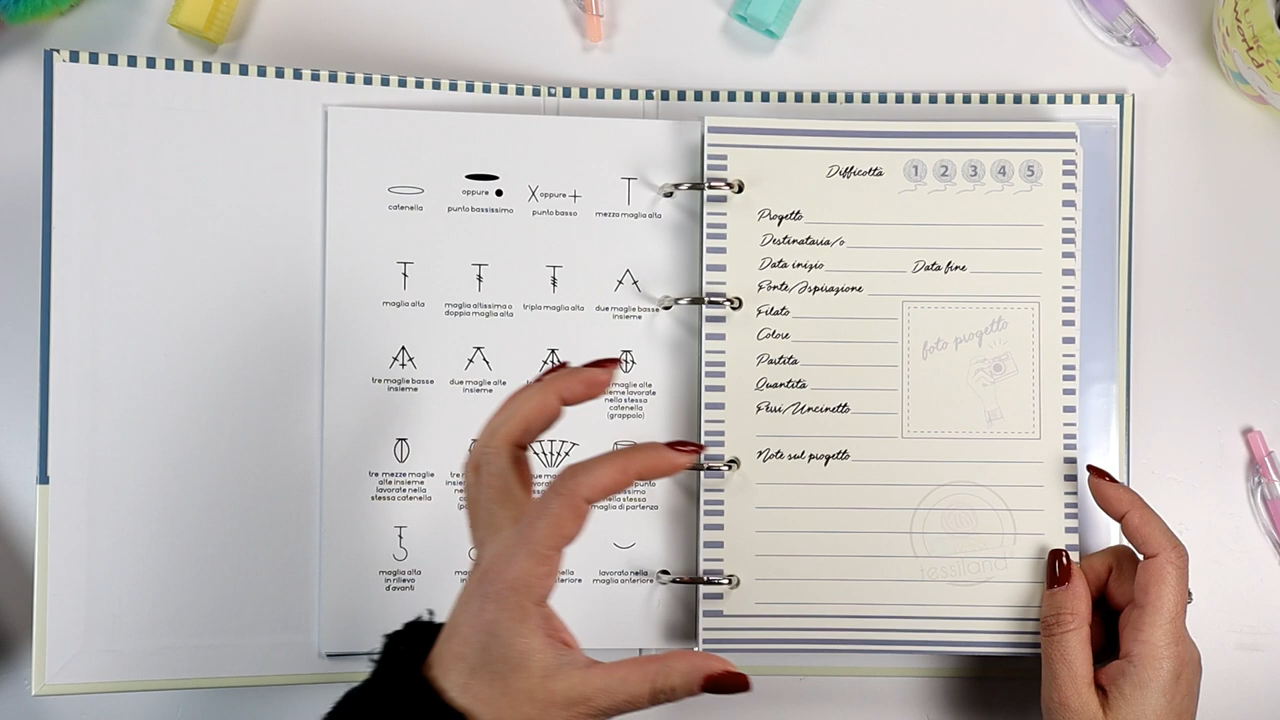 catenella
oppure
punto bassissimo
X oppure +
punto basso
mezza maglia alta
maglia alta
maglia altissima o
doppia maglia alta
tripla maglia alta
due maglie basse
insieme
tre maglie basse
insieme
due maglie alte
insieme
maglie alte
lavorate
nella stessa
catenella
(grappolo)
tre mezze maglie
alte insieme
lavorate nella
stessa catenella
nella stessa
maglia di partenza
maglia alta
in rilievo
d'avanti
lavorato nella
maglia anteriore
Difficoltà 1 2 3 4 5
Progetto
Destinataria/o
Data inizio Data fine
Fonte/Ispirazione
Filato
Colore
Partita
Quantità
Ferri/Uncinetto
foto progetto
Note sul progetto
tessiland
UNIC
World